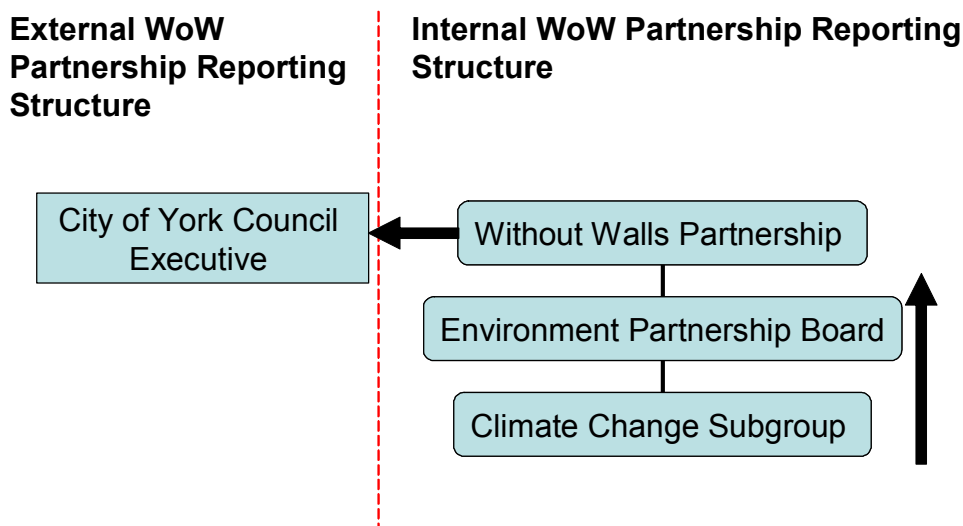 External WoW
Partnership Reporting
Structure
Internal WoW Partnership Reporting
Structure
City of York Council
Executive
Without Walls Partnership
Environment Partnership Board
Climate Change Subgroup